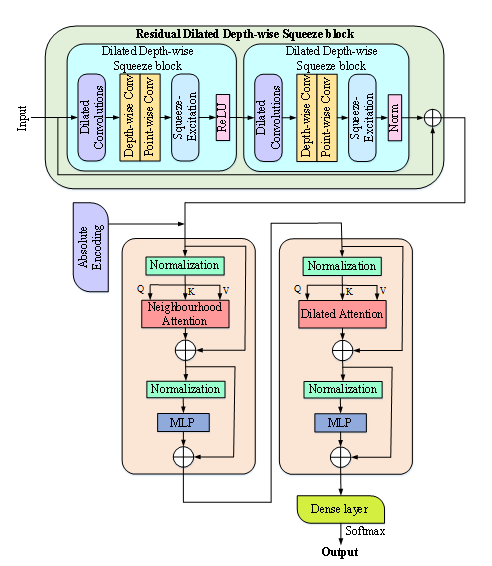 Residual Dilated Depth-wise Squeeze block
Dilated Depth-wise
Squeeze block
Dilated Depth-wise
Squeeze block
Input
Dilated
Convolutions
Depth-wise Conv
Point-wise Conv
Squeeze-
Excitation
ReLU
Dilated
Convolutions
Depth-wise Conv
Point-wise Conv
Squeeze-
Excitation
Norm
Absolute
Encoding
Normalization
Q
K
V
Neighbourhood
Attention
Normalization
MLP
Normalization
Q
K
V
Dilated Attention
Normalization
MLP
Dense layer
Softmax
Output